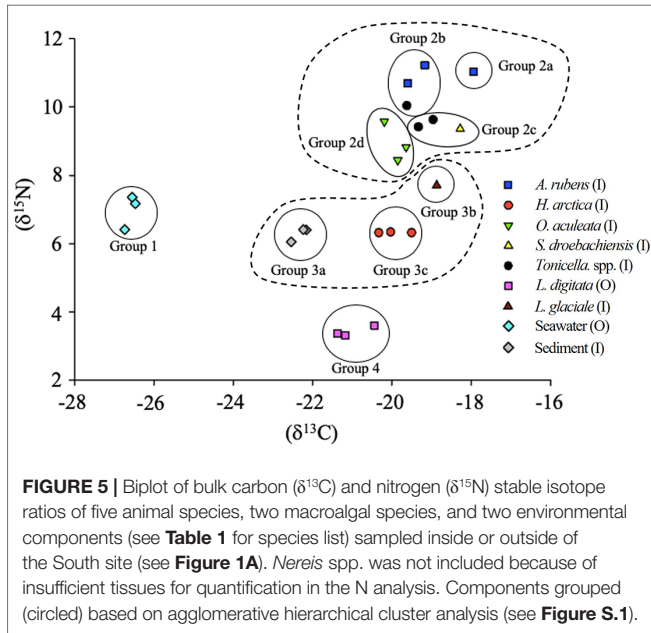 12
10
8
6
4
2
(δ15N)
-28
-26
-24
-22
-20
-18
-16
(δ13C)
Group 2b
Group 2a
Group 2c
Group 2d
Group 3b
Group 1
Group 3a
Group 3c
Group 4
A. rubens (I)
H. arctica (I)
O. aculeata (I)
S. droebachiensis (I)
Tonicella. spp. (I)
L. digitata (O)
L. glaciale (I)
Seawater (O)
Sediment (I)
FIGURE 5 | Biplot of bulk carbon (δ13C) and nitrogen (δ15N) stable isotope
ratios of five animal species, two macroalgal species, and two environmental
components (see Table 1 for species list) sampled inside or outside of
the South site (see Figure 1A). Nereis spp. was not included because of
insufficient tissues for quantification in the N analysis. Components grouped
(circled) based on agglomerative hierarchical cluster analysis (see Figure S.1).